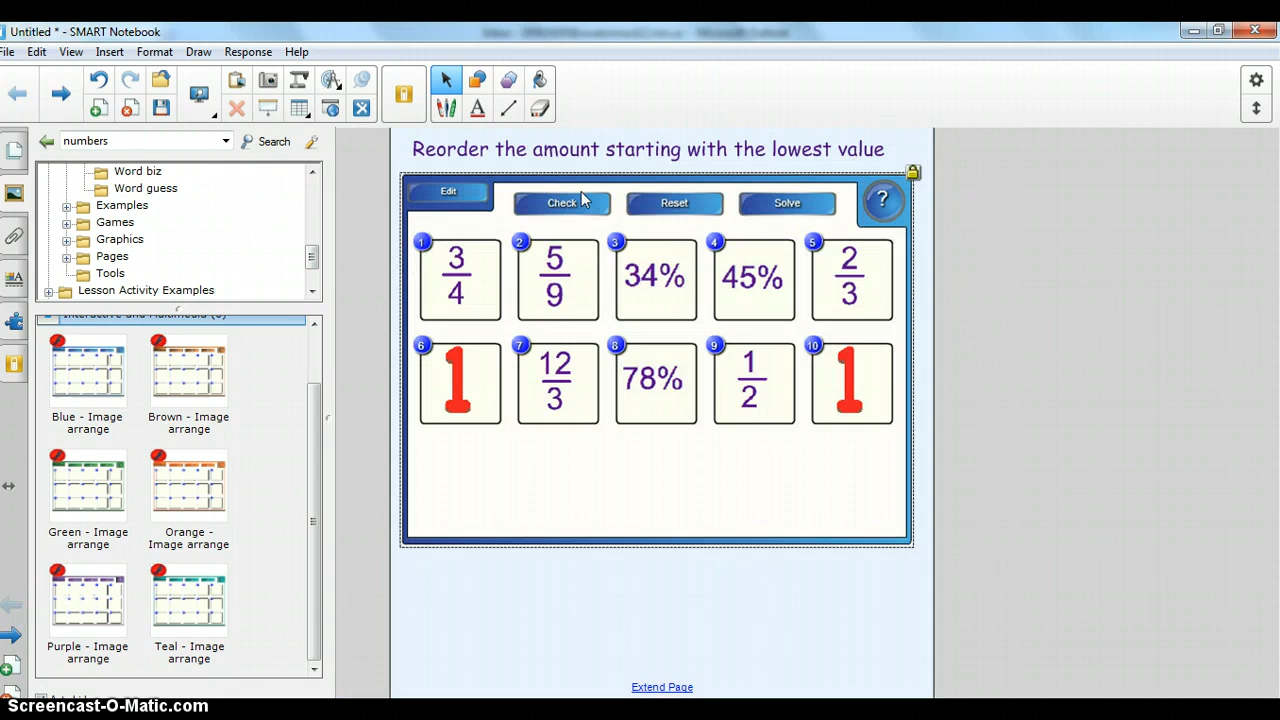 Untitled * - SMART Notebook
File Edit View Insert Format Draw Response Help
numbers
Search
Word biz
Word guess
Examples
Games
Graphics
Pages
Tools
Lesson Activity Examples
Interactive and Multimedia (6)
Blue - Image
arrange
Brown - Image
arrange
Green - Image
arrange
Orange -
Image arrange
Purple - Image
arrange
Teal - Image
arrange
Reorder the amount starting with the lowest value
Edit
Check Reset Solve ?
1 2 3 4 5
3/4 5/9 34% 45% 2/3
6 7 8 9 10
1 12/3 78% 1/2 1
Extend Page
Screencast-O-Matic.com